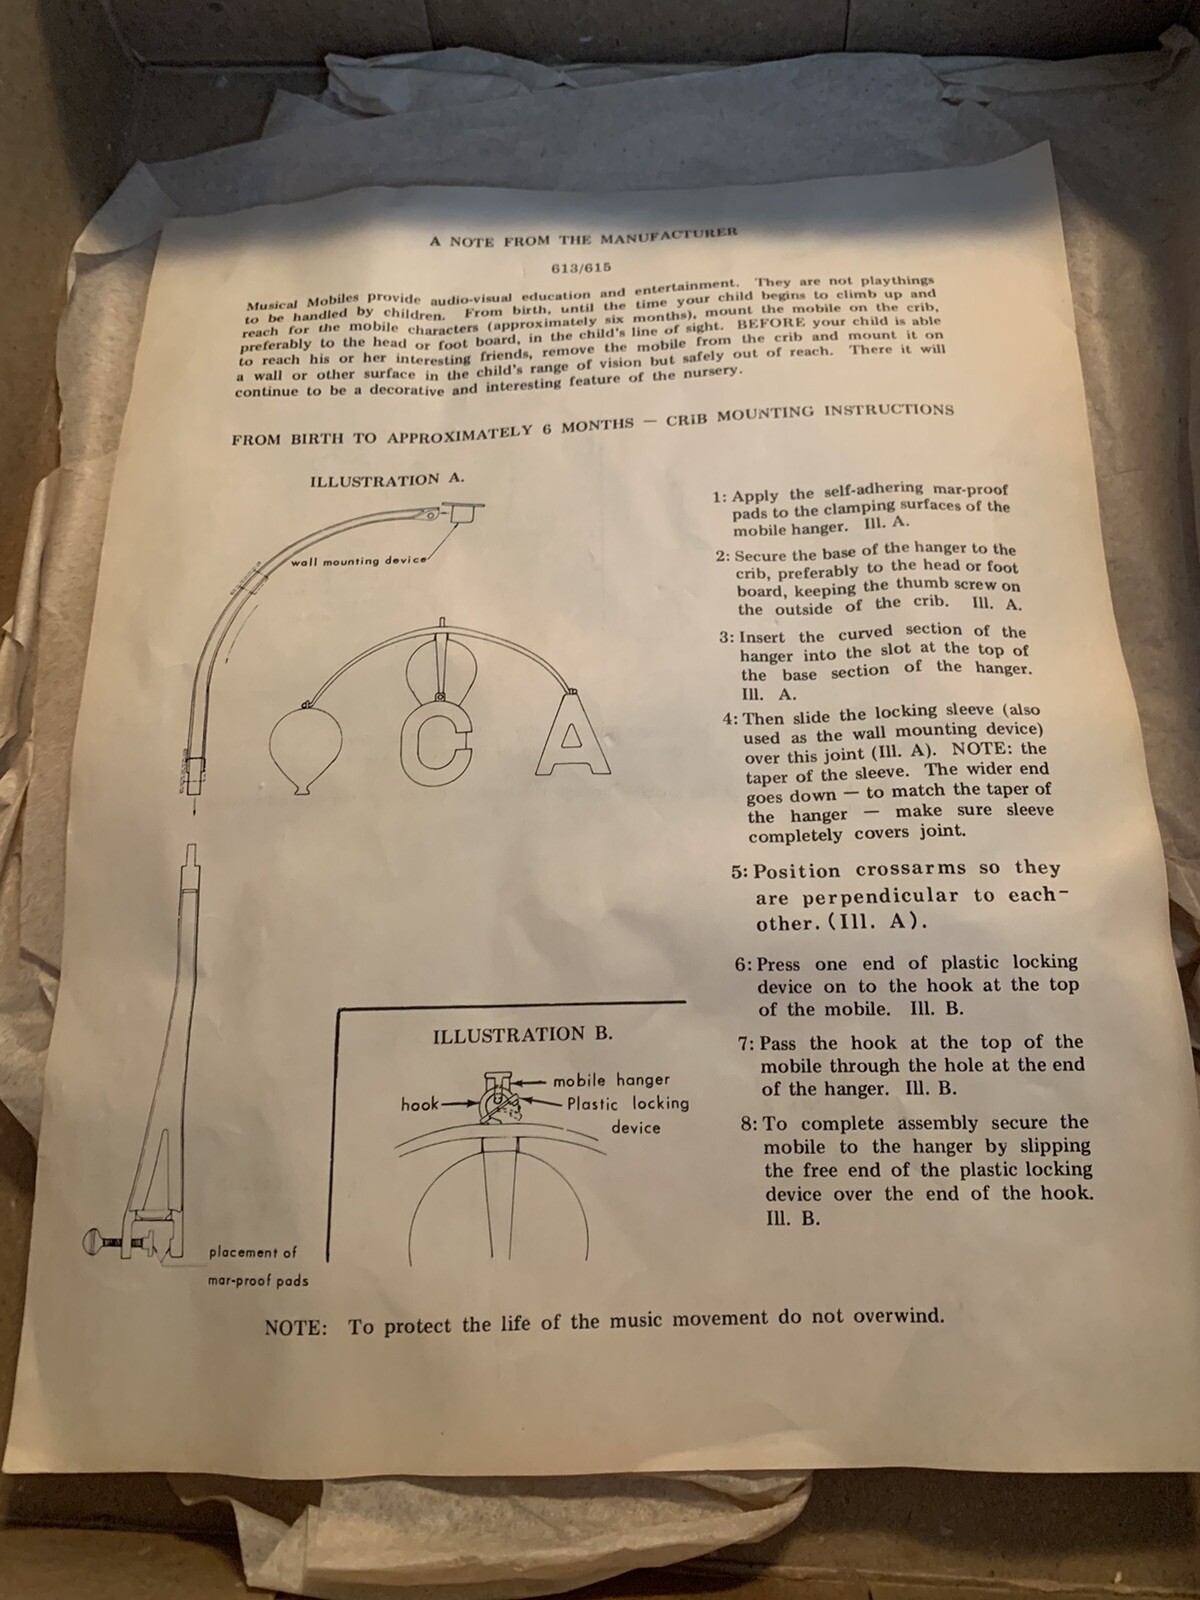 A NOTE FROM THE MANUFACTURER
613/615
Musical Mobiles provide audio-visual education and entertainment. They are not playthings
to be handled by children. From birth, until the time your child begins to climb up and
reach for the mobile characters (approximately six months), mount the mobile on the crib,
preferably to the head or foot board, in the child's line of sight. BEFORE your child is able
to reach his or her interesting friends, remove the mobile from the crib and mount it on
a wall or other surface in the child's range of vision but safely out of reach. There it will
continue to be a decorative and interesting feature of the nursery.
FROM BIRTH TO APPROXIMATELY 6 MONTHS — CRiB MOUNTING INSTRUCTIONS
ILLUSTRATION A.
wall mounting device
C A
placement of
mar-proof pads
1: Apply the self-adhering mar-proof
pads to the clamping surfaces of the
mobile hanger. Ill. A.
2: Secure the base of the hanger to the
crib, preferably to the head or foot
board, keeping the thumb screw on
the outside of the crib. Ill. A.
3: Insert the curved section of the
hanger into the slot at the top of
the base section of the hanger.
Ill. A.
4: Then slide the locking sleeve (also
used as the wall mounting device)
over this joint (Ill. A). NOTE: the
taper of the sleeve. The wider end
goes down — to match the taper of
the hanger — make sure sleeve
completely covers joint.
5: Position crossarms so they
are perpendicular to each-
other. (Ill. A).
6: Press one end of plastic locking
device on to the hook at the top
of the mobile. Ill. B.
7: Pass the hook at the top of the
mobile through the hole at the end
of the hanger. Ill. B.
8: To complete assembly secure the
mobile to the hanger by slipping
the free end of the plastic locking
device over the end of the hook.
Ill. B.
ILLUSTRATION B.
mobile hanger
hook
Plastic locking
device
NOTE: To protect the life of the music movement do not overwind.